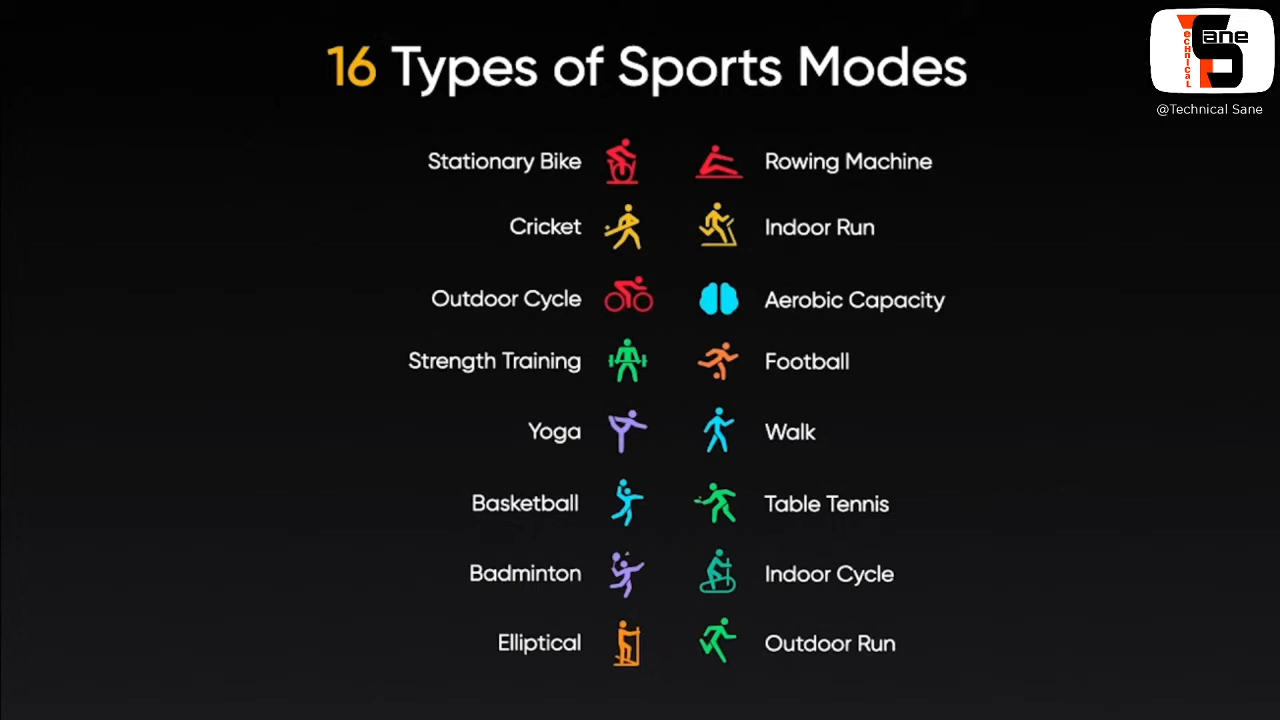 16 Types of Sports Modes
Technical Sane
@Technical Sane
Stationary Bike
Rowing Machine
Cricket
Indoor Run
Outdoor Cycle
Aerobic Capacity
Strength Training
Football
Yoga
Walk
Basketball
Table Tennis
Badminton
Indoor Cycle
Elliptical
Outdoor Run